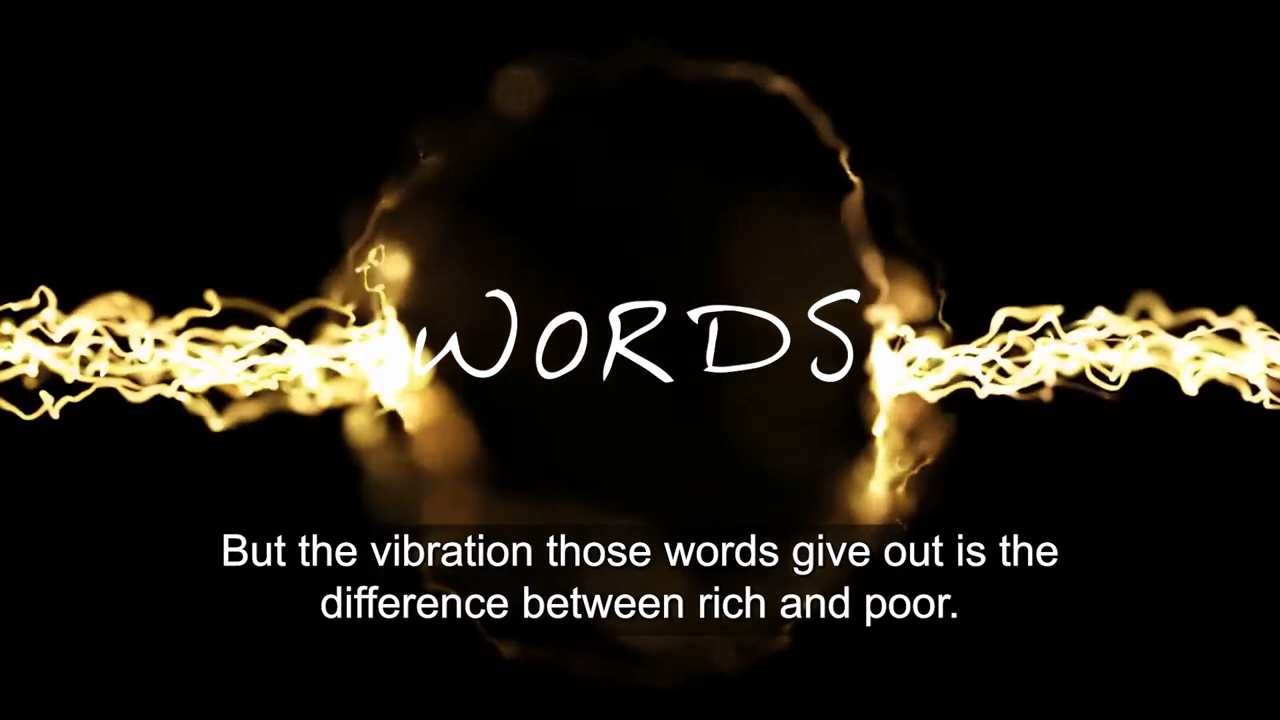 WORDS
But the vibration those words give out is the
difference between rich and poor.